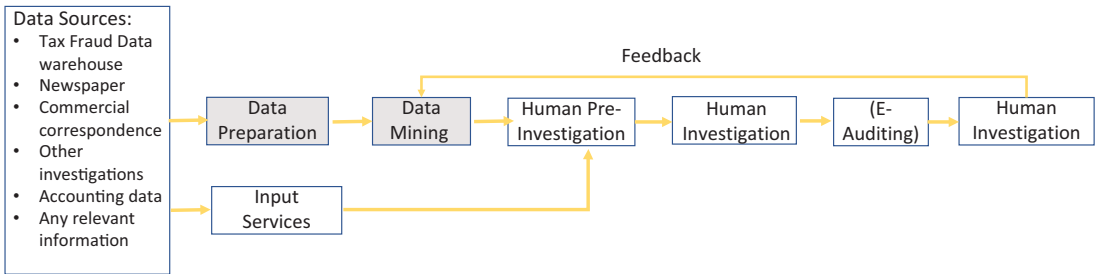 Data Sources:
• Tax Fraud Data
warehouse
• Newspaper
• Commercial
correspondence
• Other
investigations
• Accounting data
• Any relevant
information
Feedback
Data
Preparation
Data
Mining
Human Pre-
Investigation
Human
Investigation
(E-
Auditing)
Human
Investigation
Input
Services